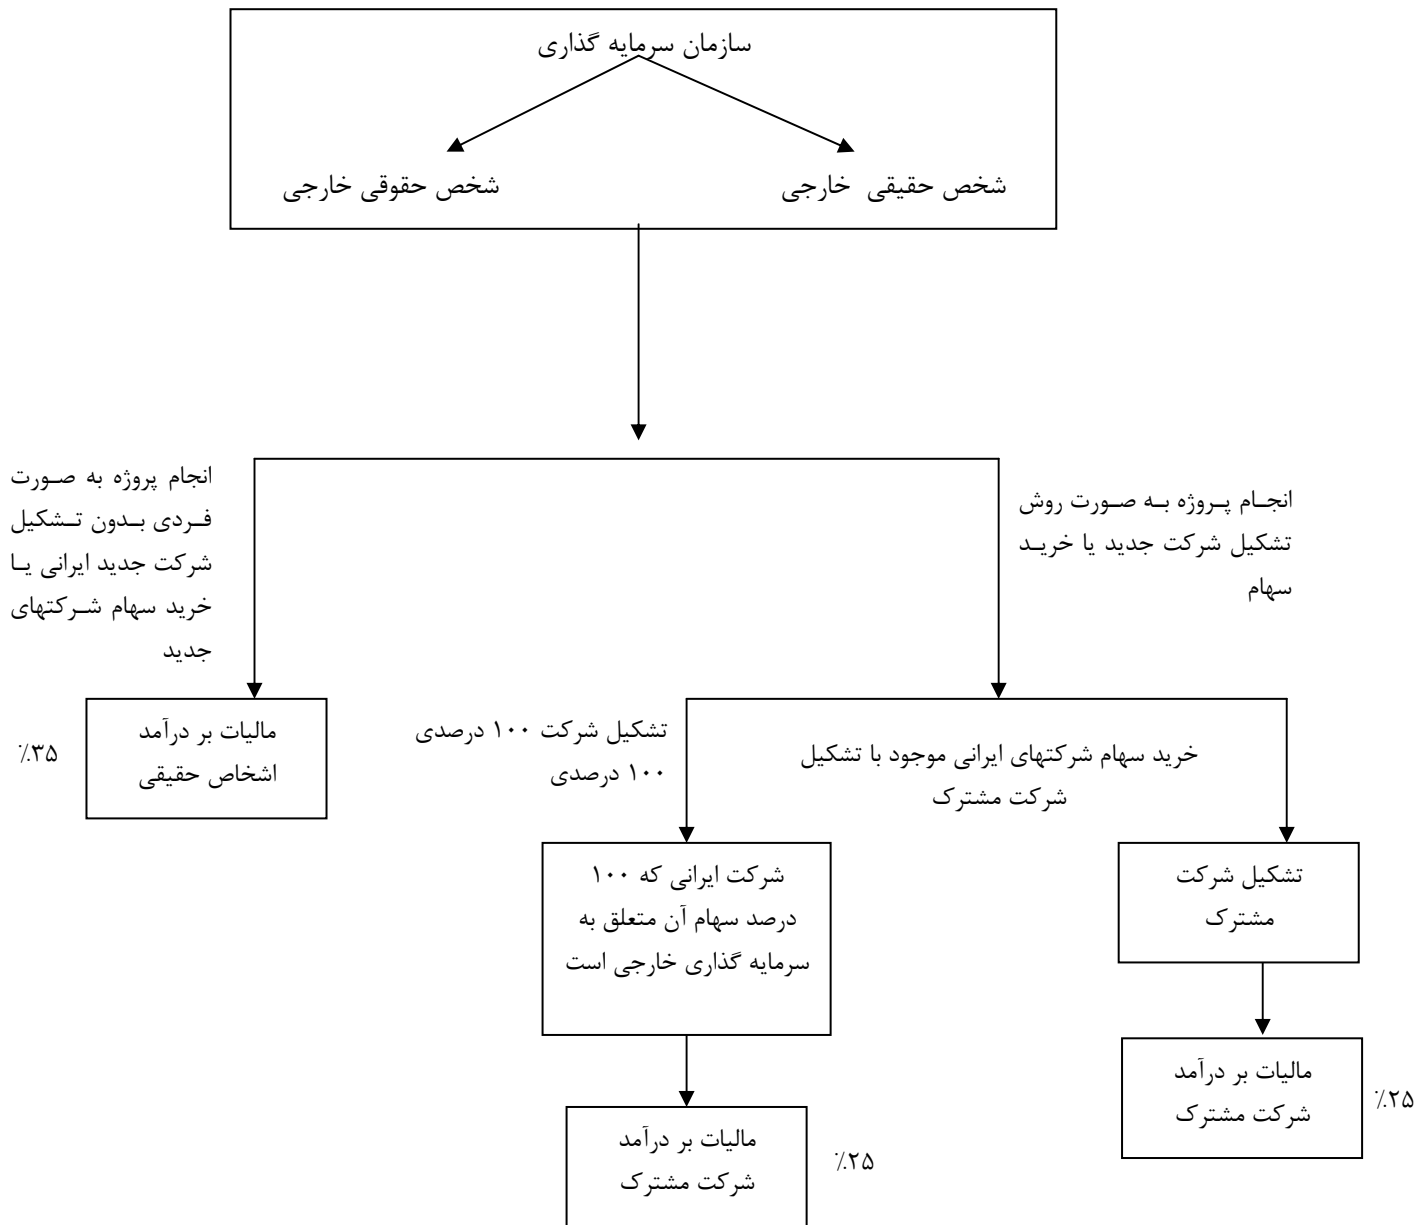 سازمان سرمایه گذاری
شخص حقیقی خارجی
شخص حقوقی خارجی
انجام پروژه به صورت روش
تشکیل شرکت جدید یا خرید
سهام
انجام پروژه به صورت
فردی بدون تشکیل
شرکت جدید ایرانی یا
خرید سهام شرکتهای
جدید
خرید سهام شرکتهای ایرانی موجود با تشکیل
شرکت مشترک
تشکیل شرکت ۱۰۰ درصدی
۱۰۰ درصدی
مالیات بر درآمد
اشخاص حقیقی
٪۳۵
تشکیل شرکت
مشترک
شرکت ایرانی که ۱۰۰
درصد سهام آن متعلق به
سرمایه گذاری خارجی است
مالیات بر درآمد
شرکت مشترک
٪۲۵
مالیات بر درآمد
شرکت مشترک
٪۲۵